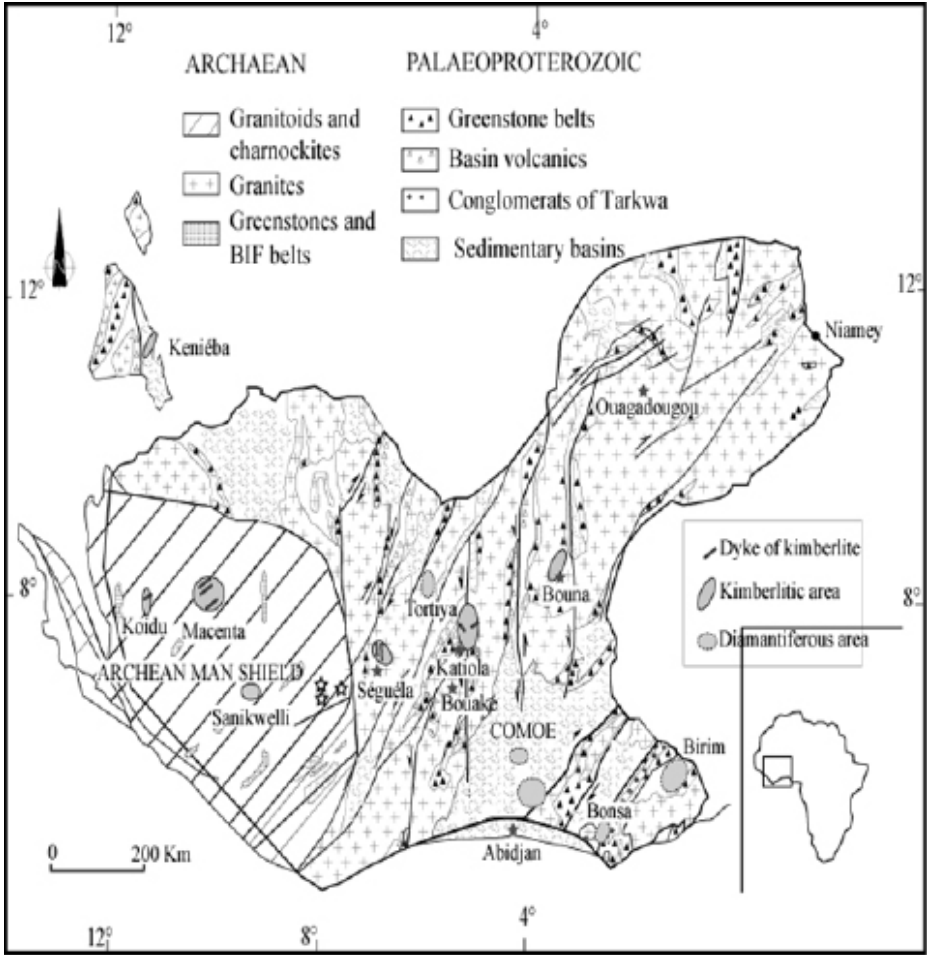 12°
4°
ARCHAEAN
Granitoids and
charnockites
Granites
Greenstones and
BIF belts
PALAEOPROTEROZOIC
Greenstone belts
Basin volcanics
Conglomerats of Tarkwa
Sedimentary basins
12°
12°
Keniéba
Niamey
Ouagadougou
Dyke of kimberlite
Kimberlitic area
Diamantiferous area
8°
8°
Koidu
Macenta
Tortiya
Bouna
ARCHEAN MAN SHIELD
Sanikwelli
Séguéla
Katiola
Bouaké
COMOE
Birim
Bonsa
Abidjan
0
200 Km
12°
8°
4°